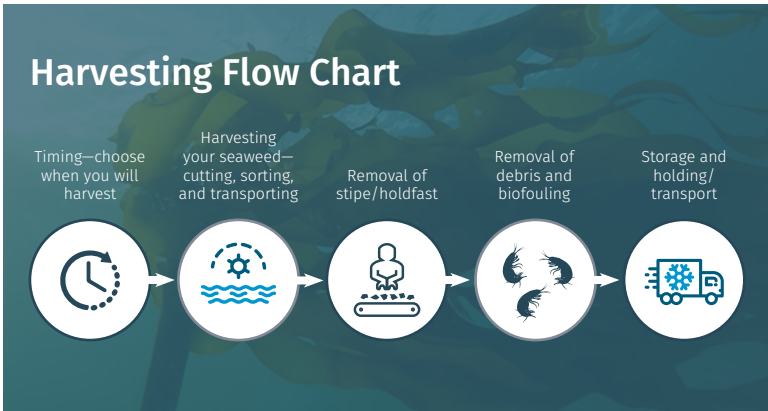 Harvesting Flow Chart
Timing—choose
when you will
harvest
Harvesting
your seaweed—
cutting, sorting,
and transporting
Removal of
stipe/holdfast
Removal of
debris and
biofouling
Storage and
holding/
transport